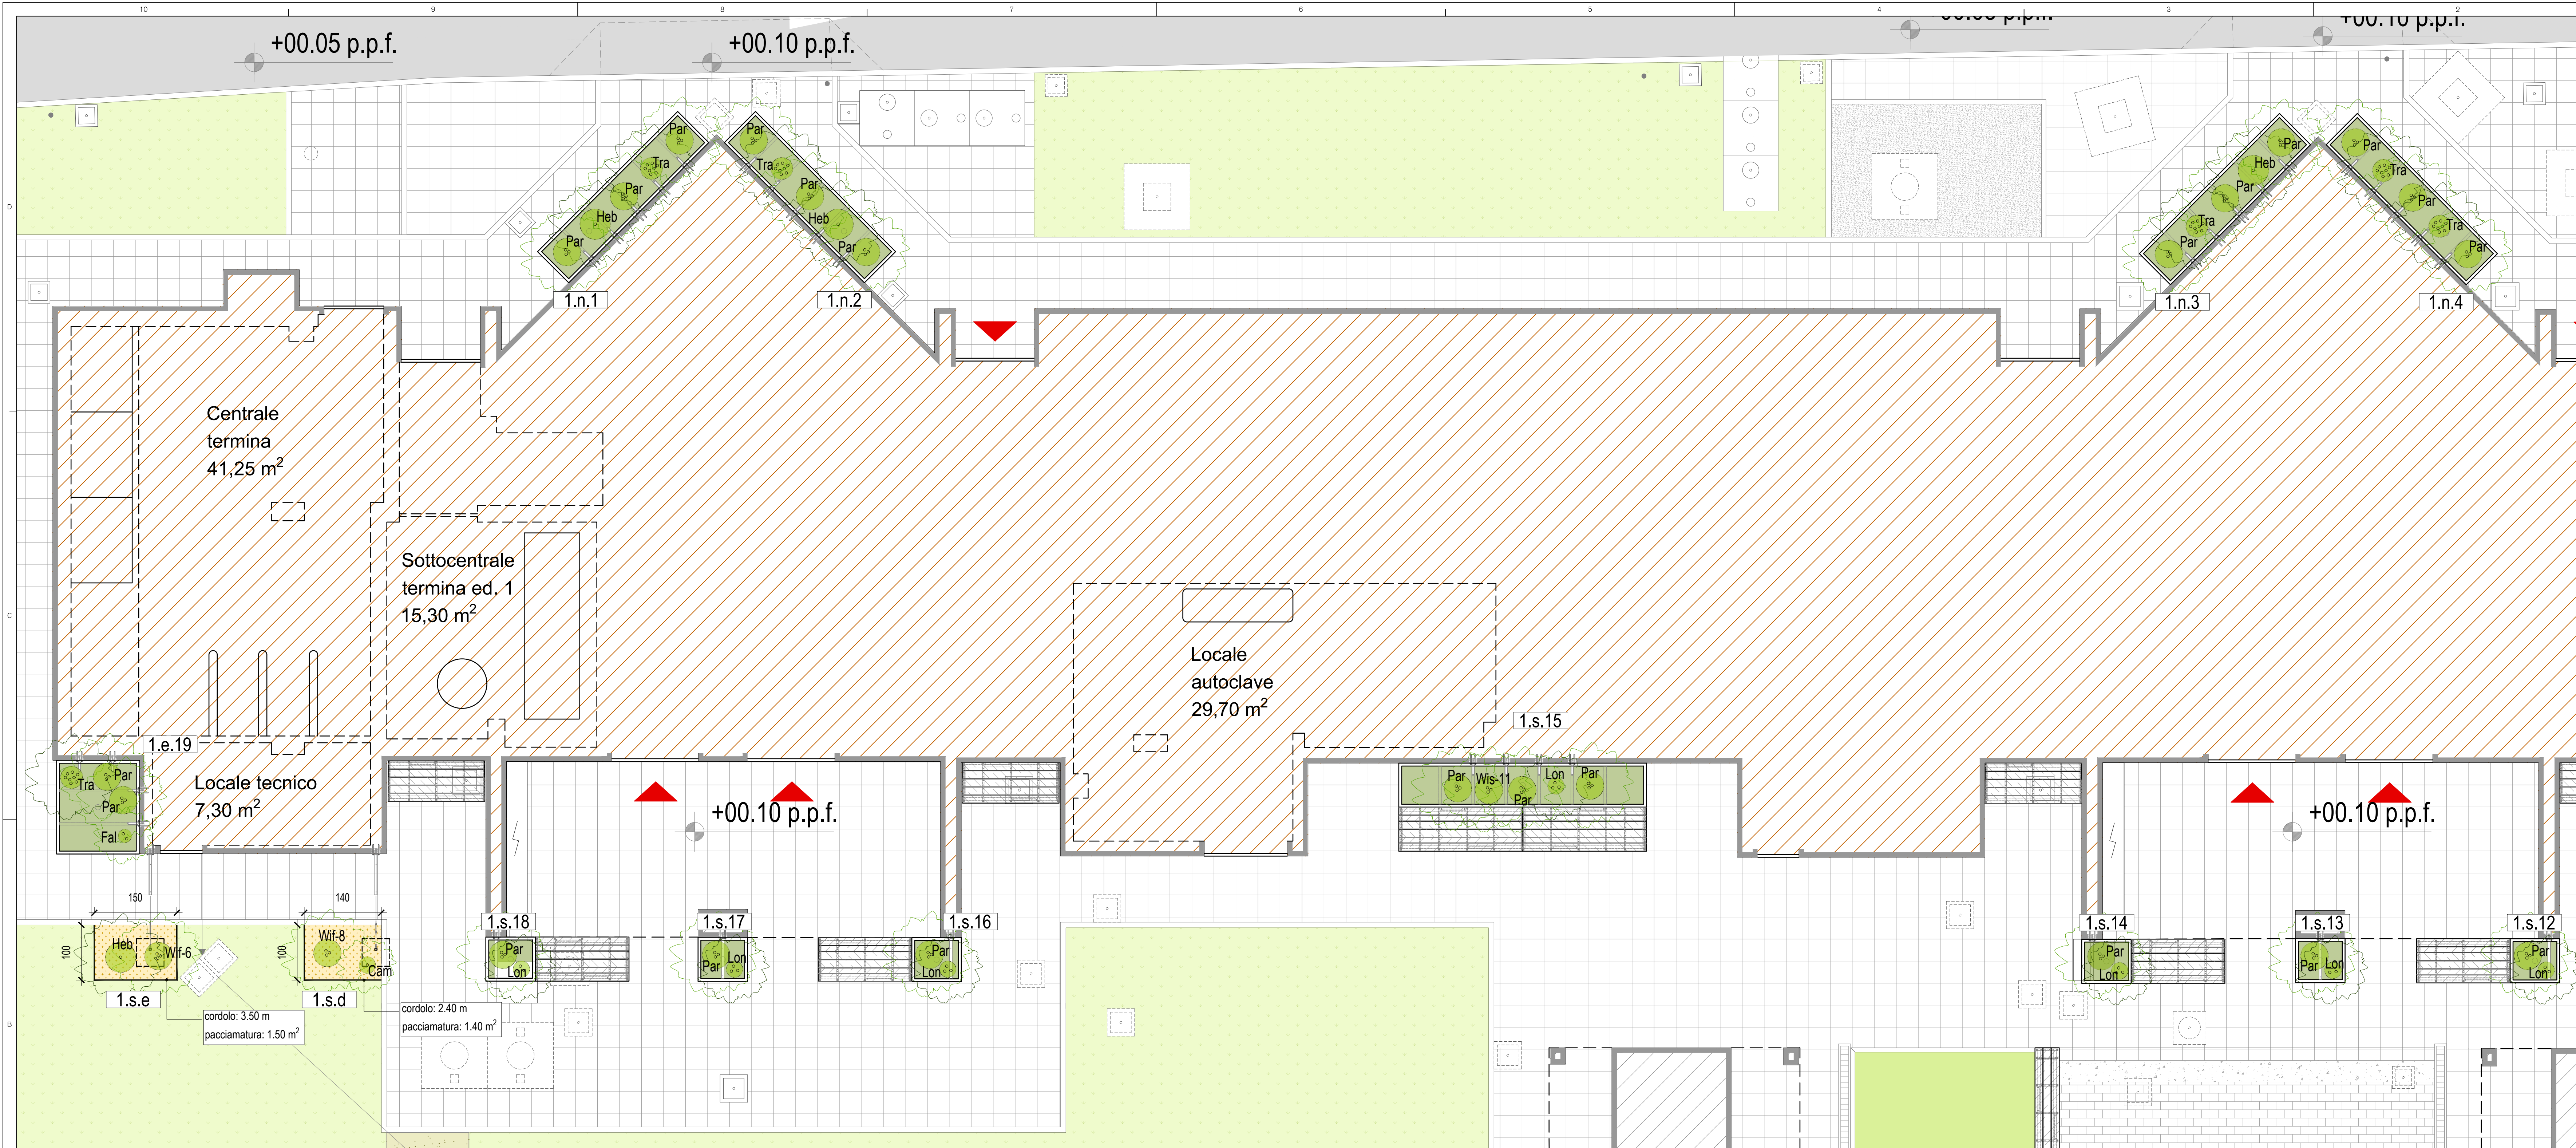 10
9
8
7
6
5
4
3
2
+00.05 p.p.f.
+00.10 p.p.f.
+00.10 p.p.f.
D
C
B
Par
Tra
Par
Heb
Par
1.n.1
Par
Tra
Par
Heb
Par
1.n.2
Par
Heb
Par
Tra
Par
1.n.3
Par
Tra
Par
Tra
Par
1.n.4
Centrale
termina
41,25 m²
Sottocentrale
termina ed. 1
15,30 m²
Locale
autoclave
29,70 m²
1.s.15
Par
Wis-11
Par
Lon
Par
1.e.19
Tra
Par
Par
Fal
Locale tecnico
7,30 m²
+00.10 p.p.f.
+00.10 p.p.f.
150
140
100
100
Heb
Wif-6
Wif-8
Cam
1.s.e
1.s.d
cordolo: 3.50 m
pacciamatura: 1.50 m²
cordolo: 2.40 m
pacciamatura: 1.40 m²
1.s.18
Par
Lon
1.s.17
Par
Lon
1.s.16
Par
Lon
1.s.14
Par
Lon
1.s.13
Par
Lon
1.s.12
Par
Lon